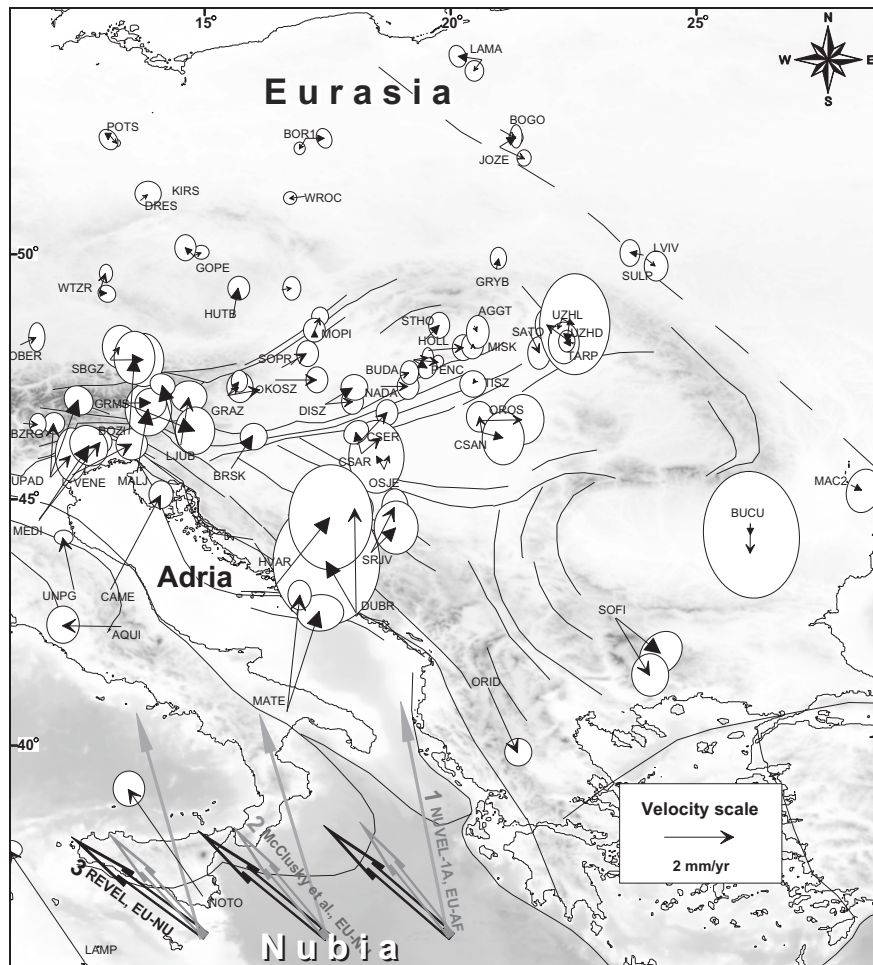 15° 20° 25°
N
W E
S
LAMA
Eurasia
POTS
BOR1
BOGO
JOZE
KIRS
DRES
WROC
50°
GOPE
LVIV
SULP
WTZR
GRYB
HUTB
AGGT
UZHL
STHO
MOPI
SATO
UZHD
OBER
HOLL
MISK
TARP
SBGZ
SOPR
BUDA
PENC
KOSZ
NADA
TISZ
GRMS
GRAZ
DISZ
OROS
BZRG
BOZI
CSER
CSAN
LJUB
CSAR
BRSK
UPAD
VENE
MALJ
OSJE
MAC2
45°
BUCU
MEDI
SRJV
HVAR
Adria
UNPG
CAME
DUBR
SOFI
AQUI
ORID
MATE
40°
1 NUVEL-1A, EU-AF
2 McClusky et al., EU-N
3 REVEL, EU-NU
Velocity scale
2 mm/yr
NOTO
Nubia
LAMP